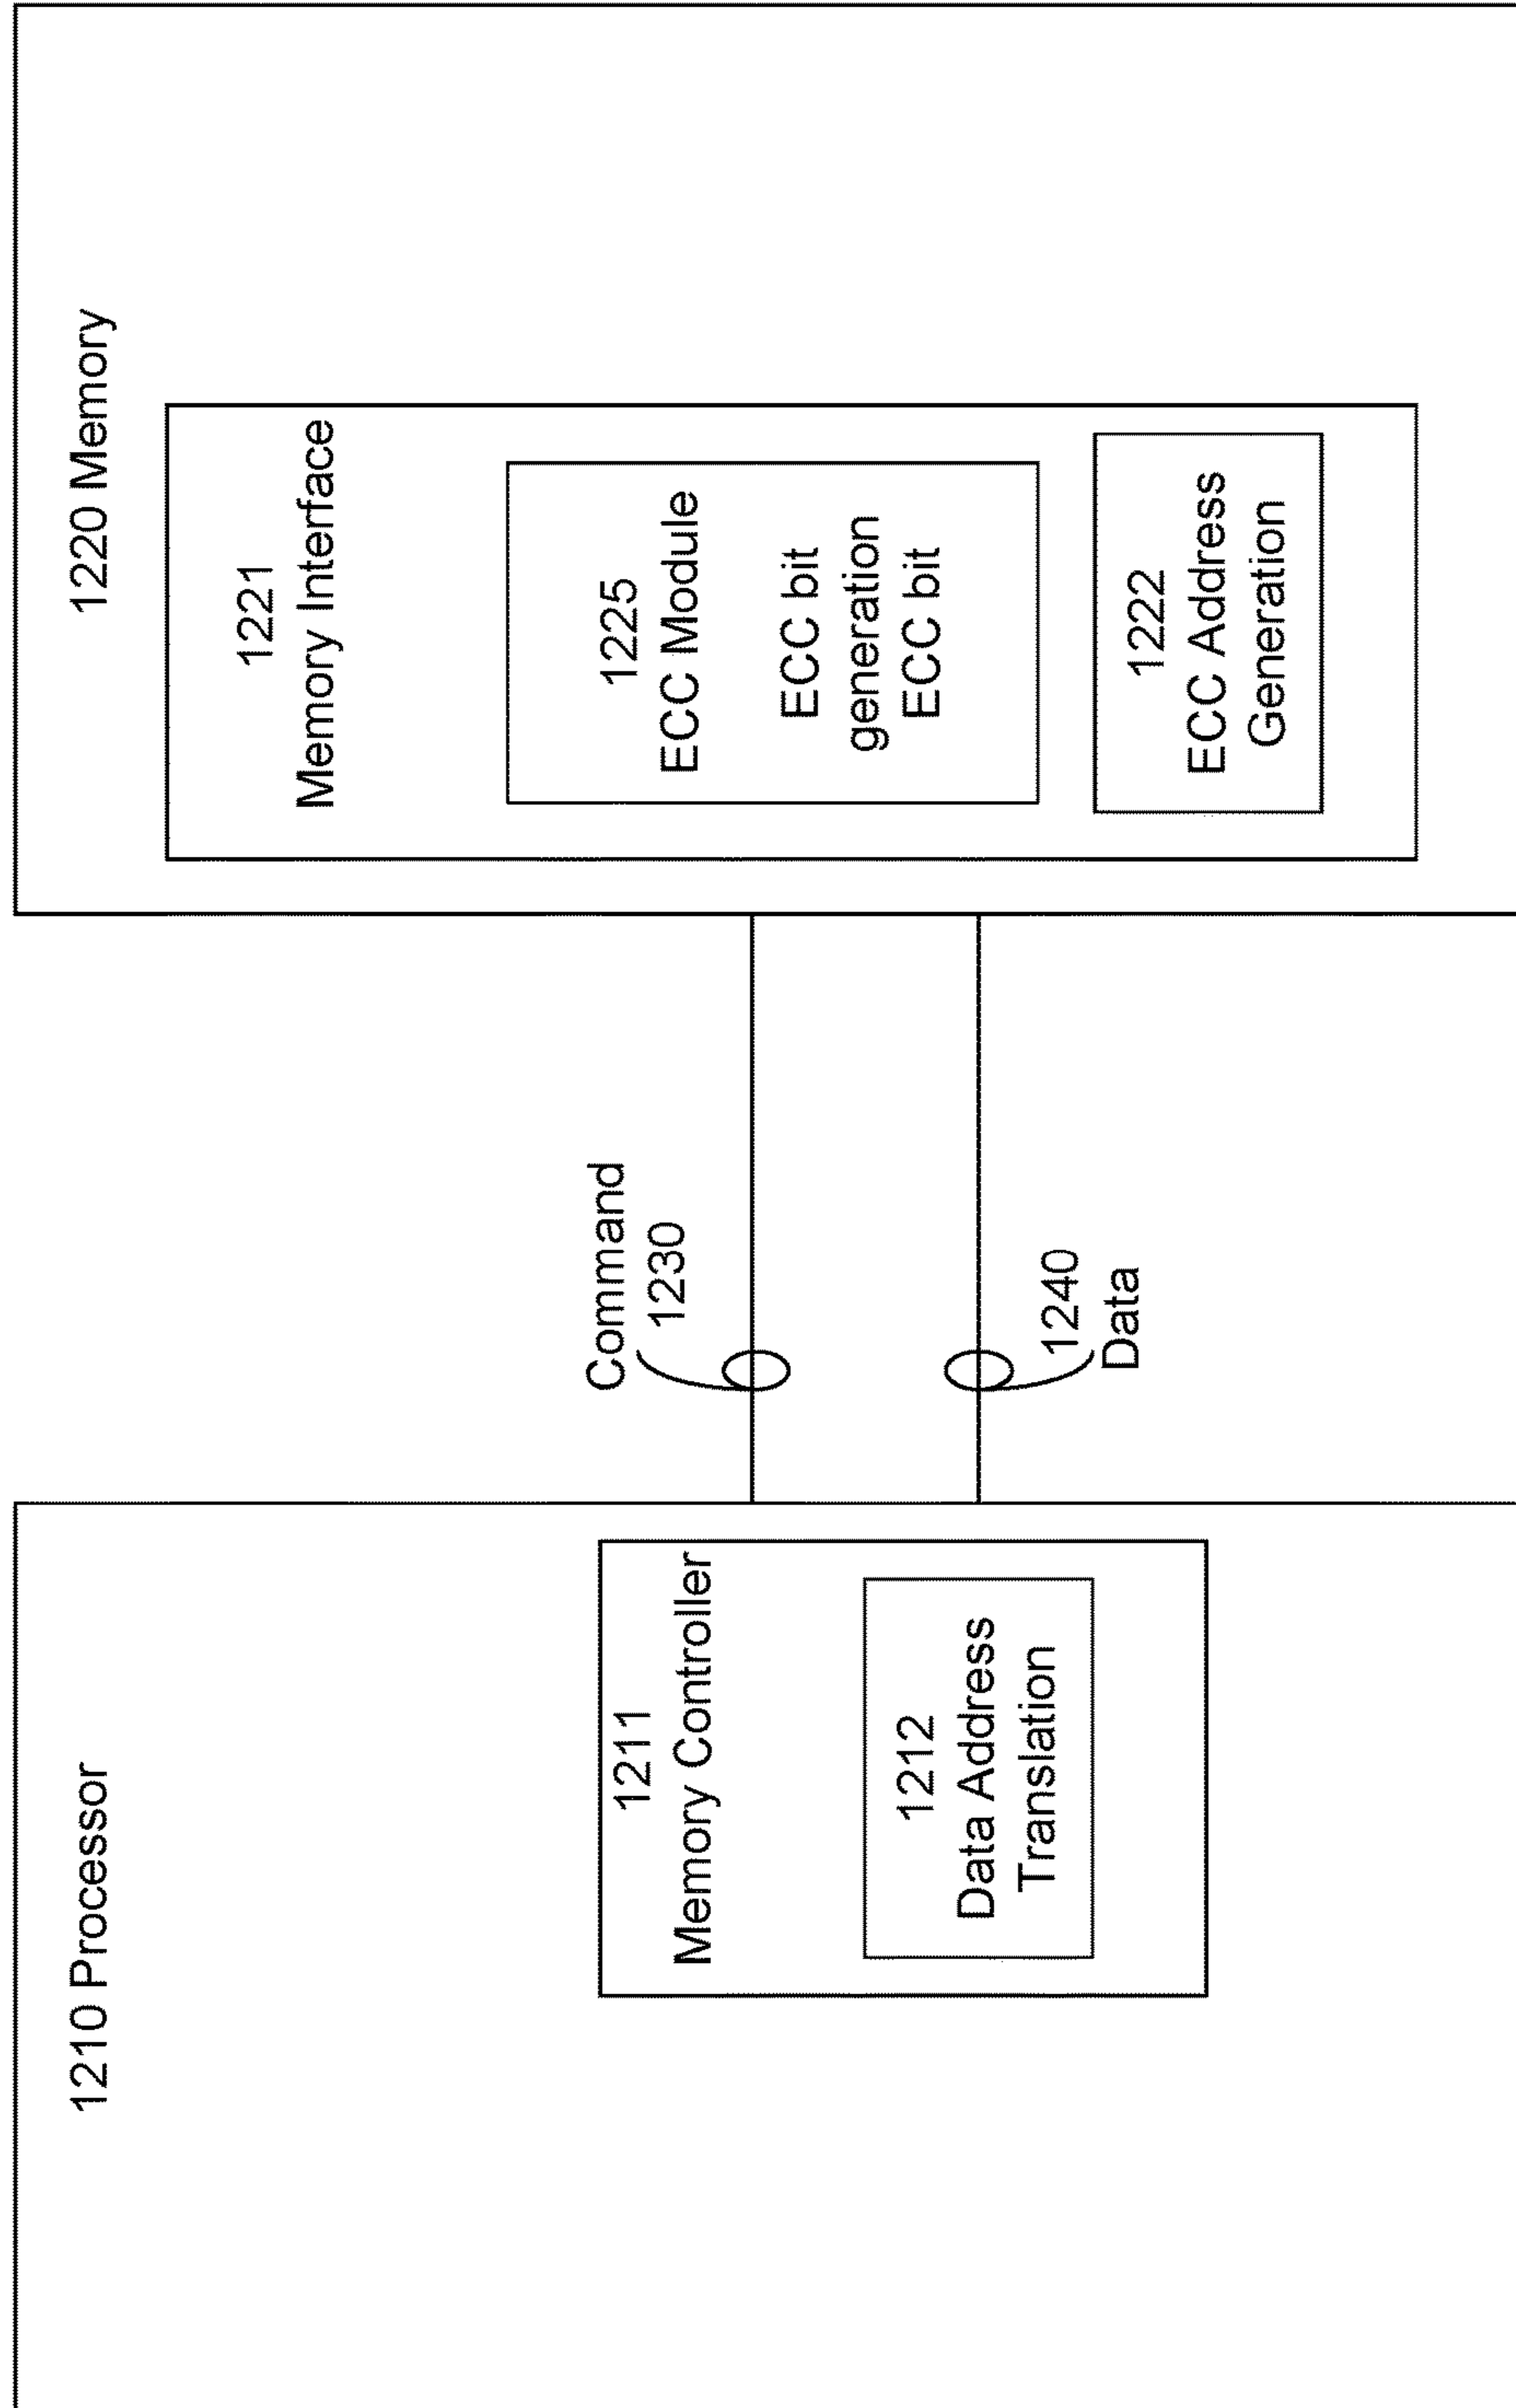 1210 Processor
1211
Memory Controller
1212
Data Address
Translation
Command
1230
1240
Data
1220 Memory
1221
Memory Interface
1225
ECC Module
ECC bit
generation
ECC bit
1222
ECC Address
Generation